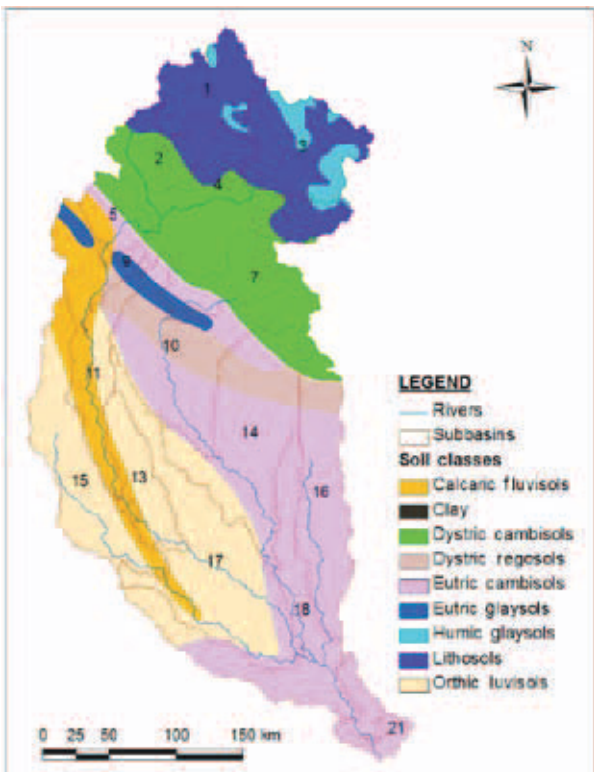 N
1
3
2
4
5
7
9
10
11
14
15
13
16
17
18
21
LEGEND
Rivers
Subbasins
Soil classes
Calcaric fluvisols
Clay
Dystric cambisols
Dystric regosols
Eutric cambisols
Eutric glaysols
Humic glaysols
Lithosols
Orthic luvisols
0 25 50 100 150 km